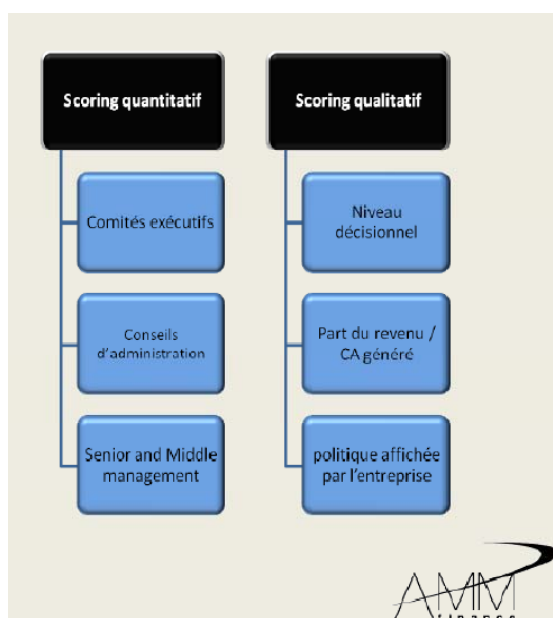 Scoring quantitatif
Comités exécutifs
Conseils
d'administration
Senior and Middle
management
Scoring qualitatif
Niveau
décisionnel
Part du revenu /
CA généré
politique affichée
par l'entreprise
AMM
finance